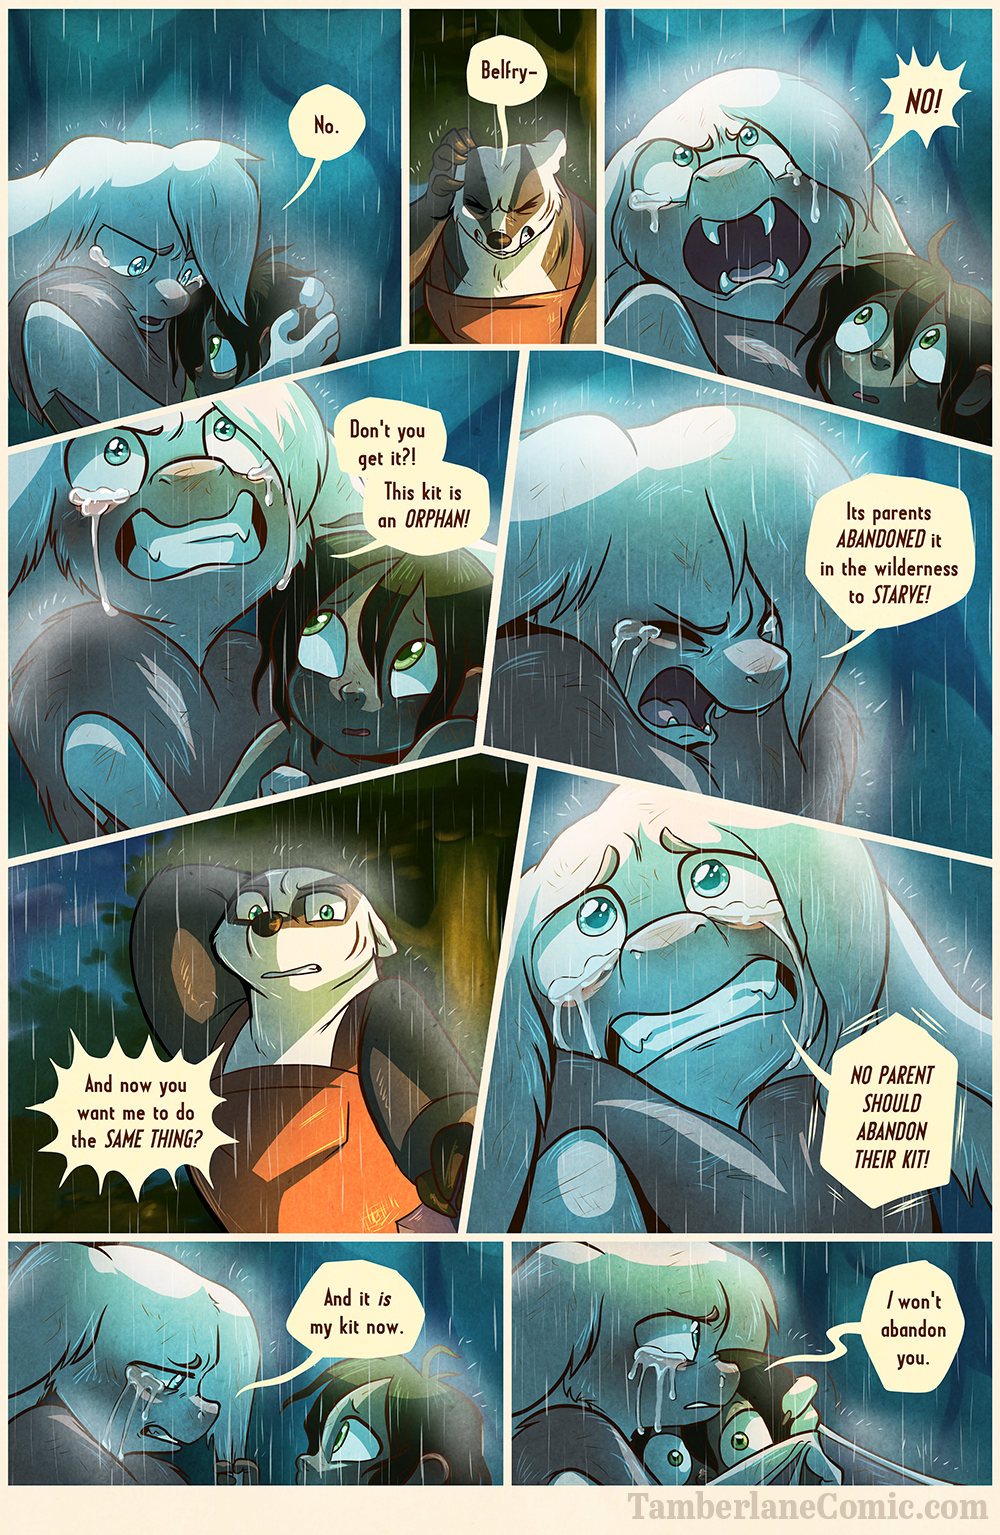 No.
Belfry-
NO!
Don't you
get it?!
This kit is
an ORPHAN!
Its parents
ABANDONED it
in the wilderness
to STARVE!
And now you
want me to do
the SAME THING?
NO PARENT
SHOULD
ABANDON
THEIR KIT!
And it is
my kit now.
I won't
abandon
you.
TamberlaneComic.com